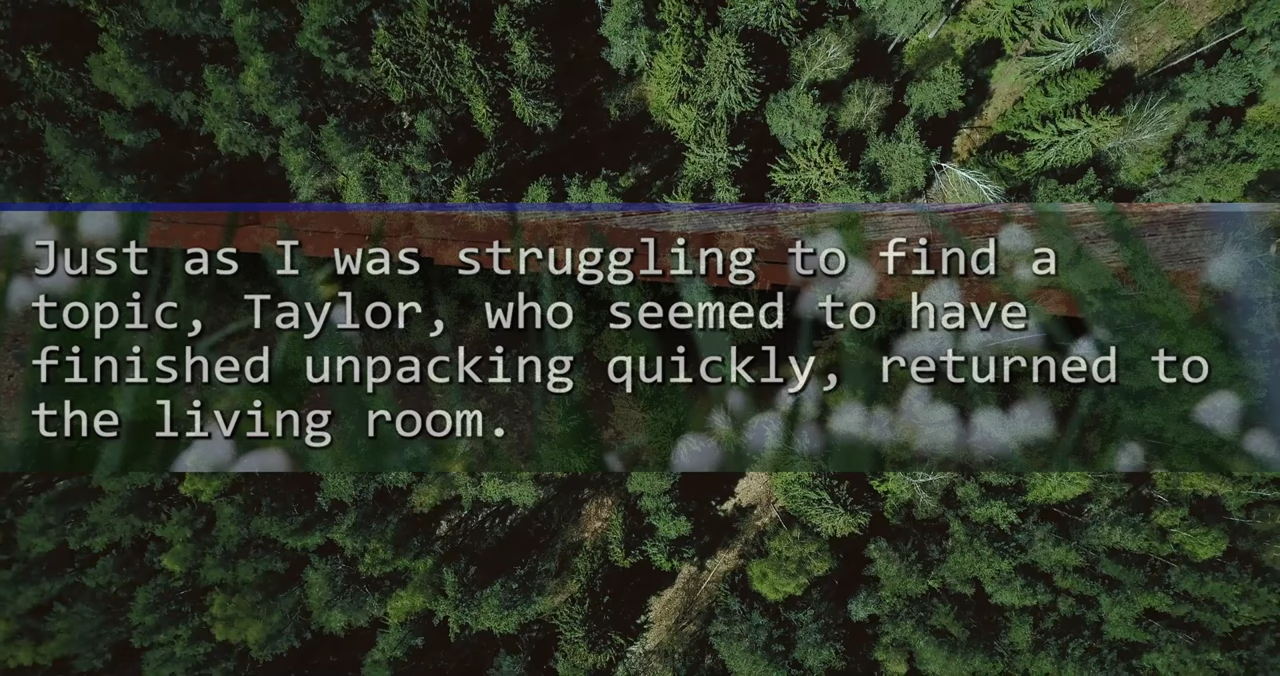 Just as I was struggling to find a
topic, Taylor, who seemed to have
finished unpacking quickly, returned to
the living room.